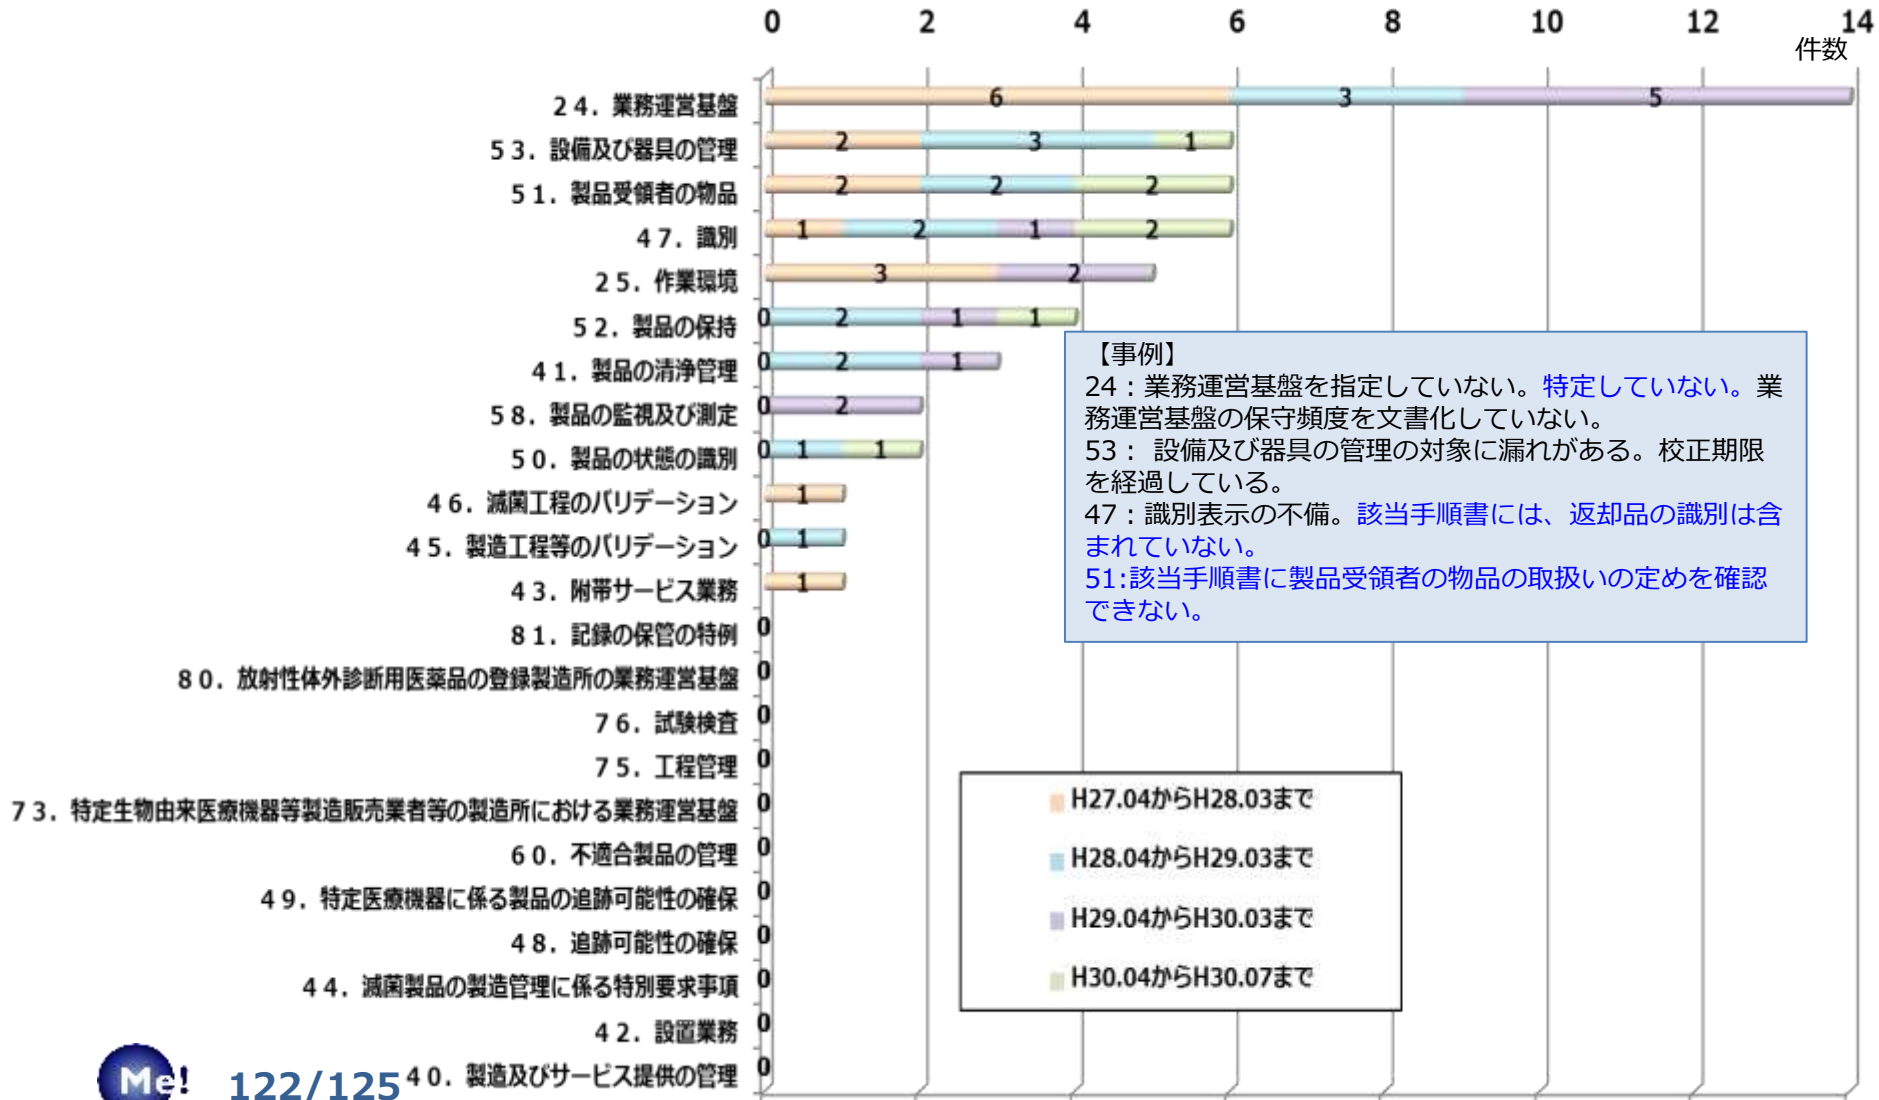 0 2 4 6 8 10 12 14
件数
24．業務運営基盤 6 3 5
53．設備及び器具の管理 2 3 1
51．製品受領者の物品 2 2 2
47．識別 1 2 1 2
25．作業環境 3 2
52．製品の保持 0 2 1 1
41．製品の清浄管理 0 2 1
58．製品の監視及び測定 0 2
50．製品の状態の識別 0 1 1
46．滅菌工程のバリデーション 1
45．製造工程等のバリデーション 0 1
43．附帯サービス業務 1
81．記録の保管の特例 0
80．放射性体外診断用医薬品の登録製造所の業務運営基盤 0
76．試験検査 0
75．工程管理 0
73．特定生物由来医療機器等製造販売業者等の製造所における業務運営基盤 0
60．不適合製品の管理 0
49．特定医療機器に係る製品の追跡可能性の確保 0
48．追跡可能性の確保 0
44．滅菌製品の製造管理に係る特別要求事項 0
42．設置業務 0
40．製造及びサービス提供の管理 0
【事例】
24：業務運営基盤を指定していない。特定していない。業
務運営基盤の保守頻度を文書化していない。
53： 設備及び器具の管理の対象に漏れがある。校正期限
を経過している。
47：識別表示の不備。該当手順書には、返却品の識別は含
まれていない。
51:該当手順書に製品受領者の物品の取扱いの定めを確認
できない。
H27.04からH28.03まで
H28.04からH29.03まで
H29.04からH30.03まで
H30.04からH30.07まで
Me!
122/125